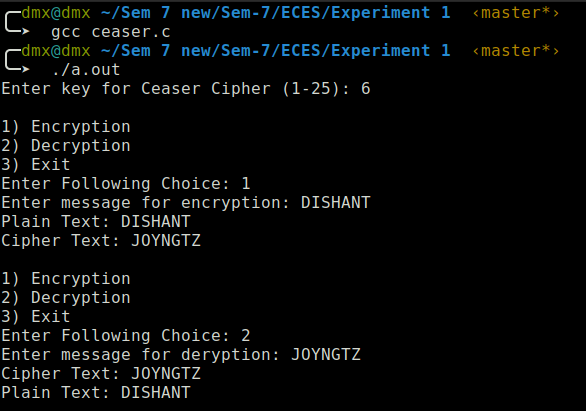 dmx@dmx ~/Sem 7 new/Sem-7/ECES/Experiment 1 ‹master*›
➤ gcc ceaser.c
dmx@dmx ~/Sem 7 new/Sem-7/ECES/Experiment 1 ‹master*›
➤ ./a.out
Enter key for Ceaser Cipher (1-25): 6

1) Encryption
2) Decryption
3) Exit
Enter Following Choice: 1
Enter message for encryption: DISHANT
Plain Text: DISHANT
Cipher Text: JOYNGTZ

1) Encryption
2) Decryption
3) Exit
Enter Following Choice: 2
Enter message for deryption: JOYNGTZ
Cipher Text: JOYNGTZ
Plain Text: DISHANT